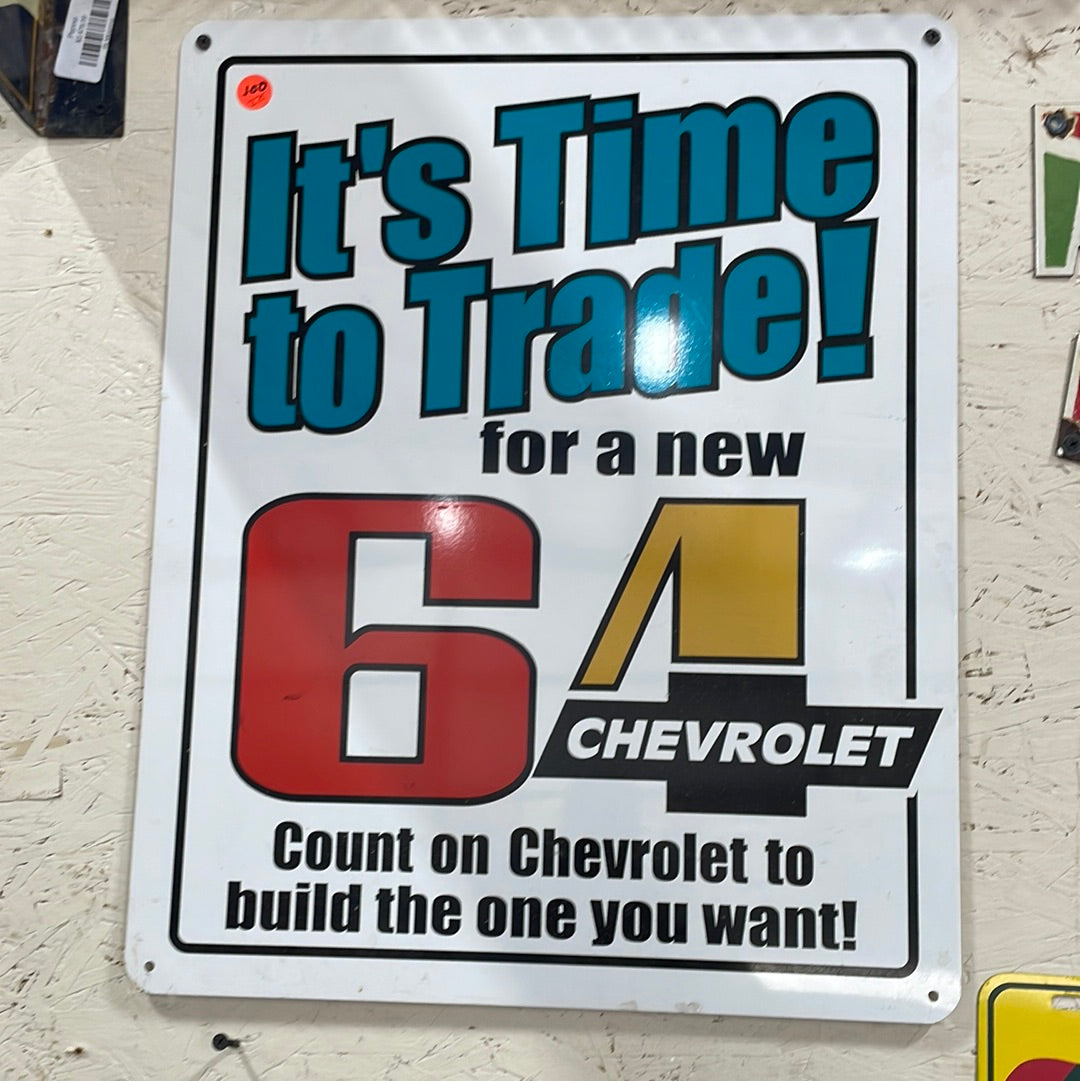 It's Time
to Trade!
for a new
64
CHEVROLET
Count on Chevrolet to
build the one you want!